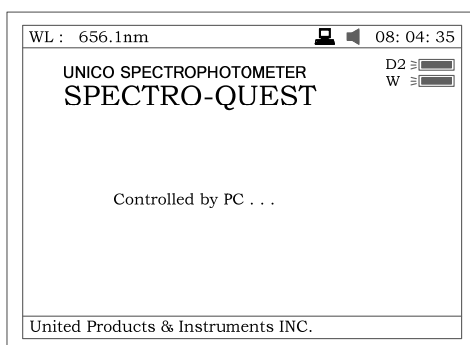 WL : 656.1nm 08: 04: 35
D2
UNICO SPECTROPHOTOMETER
W
SPECTRO-QUEST
Controlled by PC . . .
United Products & Instruments INC.